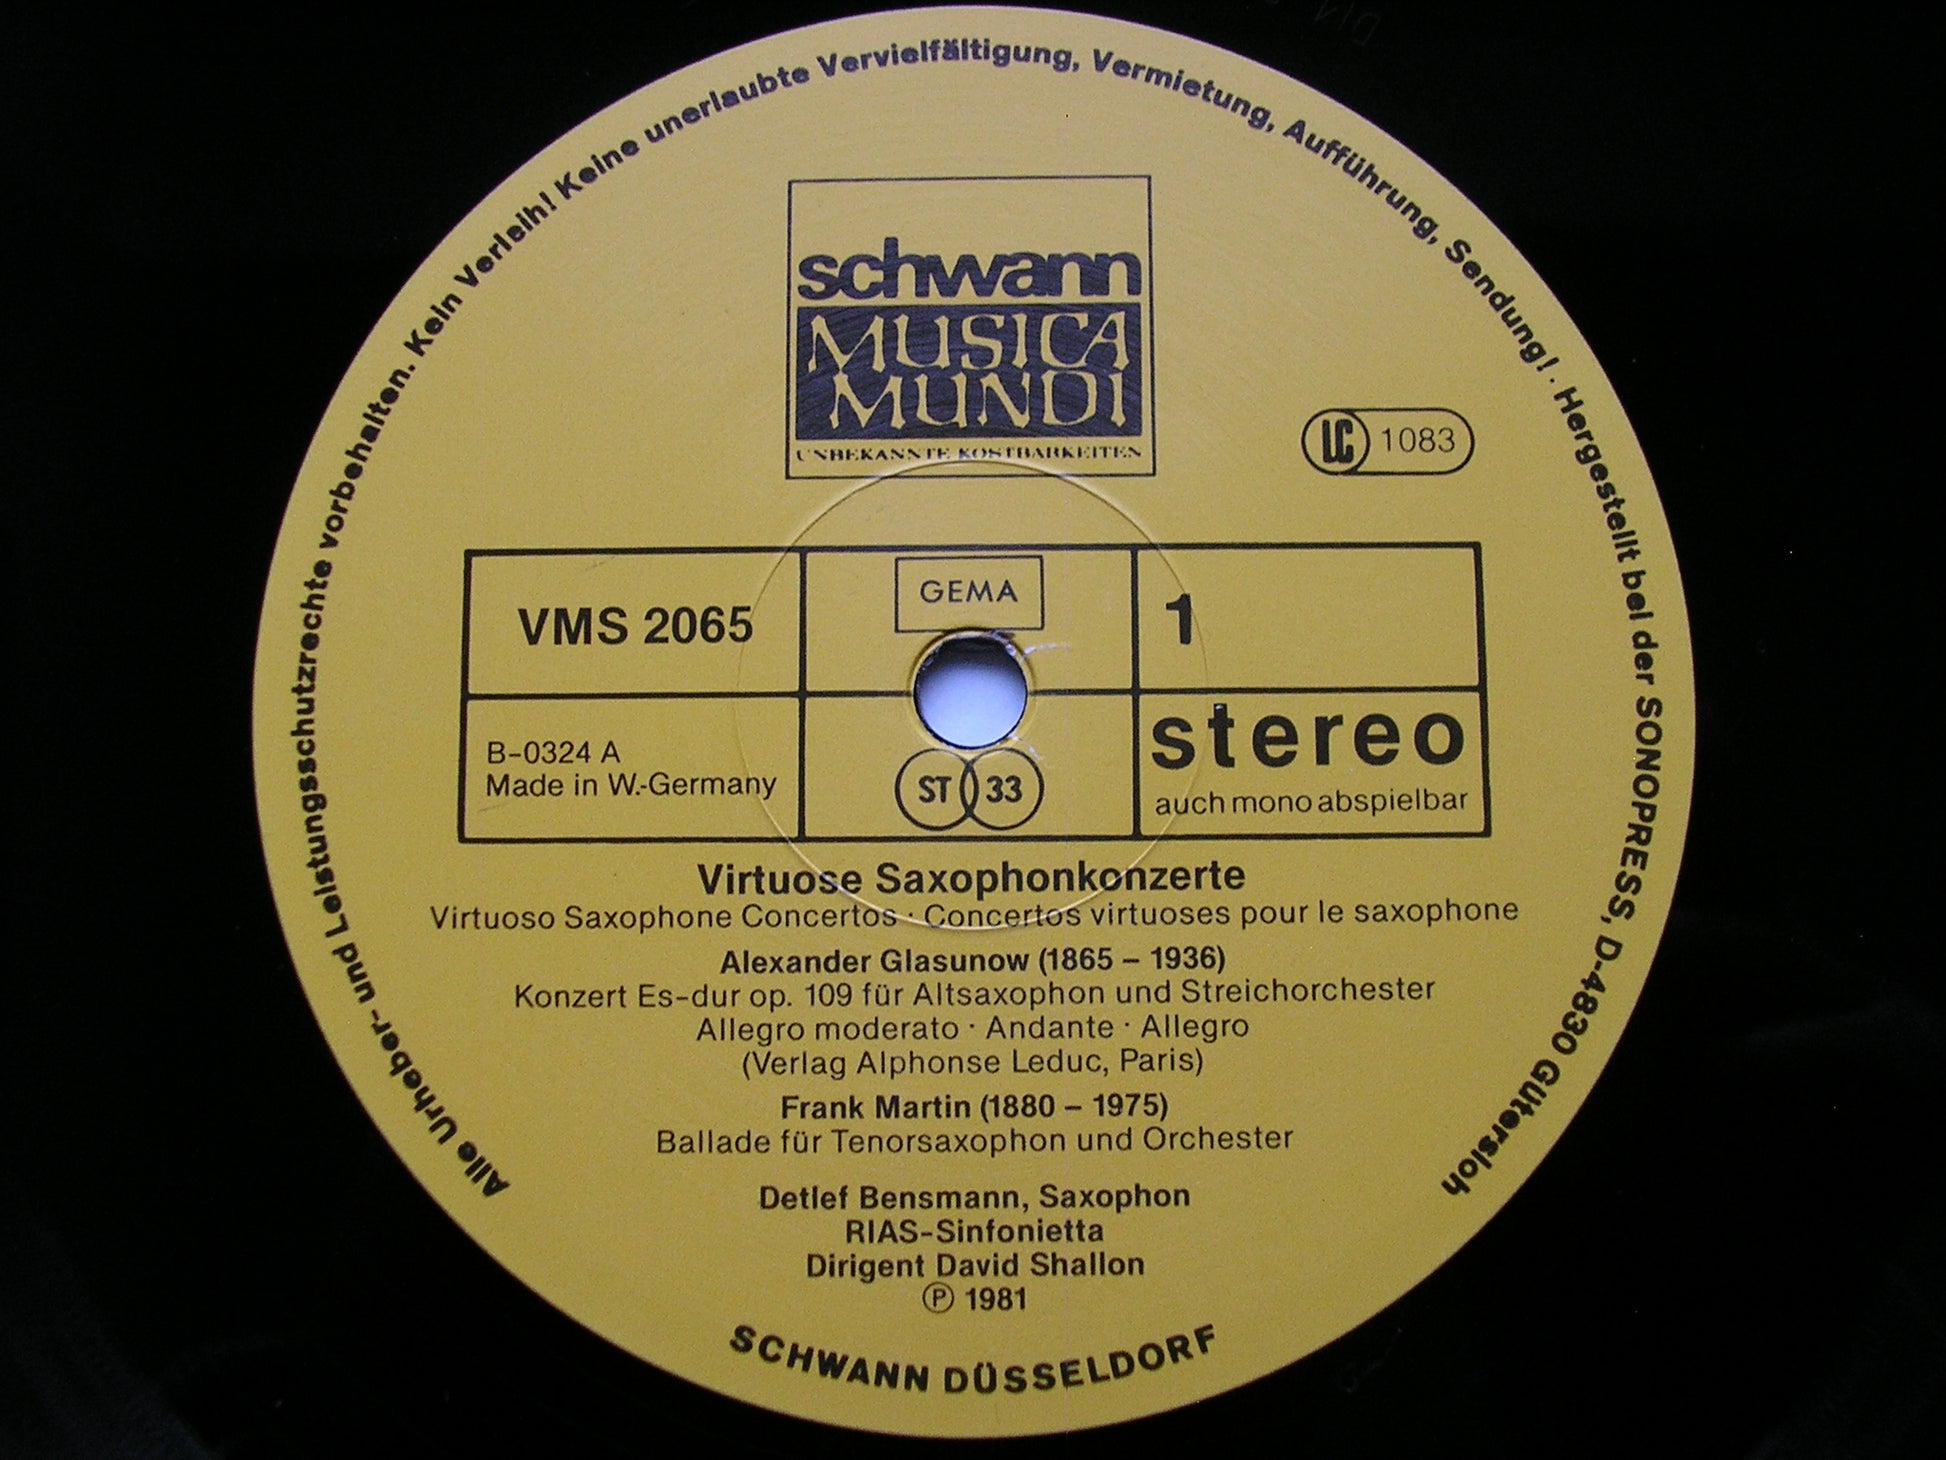 Alle Urheber- und Leistungsschutzrechte vorbehalten. Kein Verleih! Keine unerlaubte Vervielfältigung, Vermietung, Aufführung, Sendung! · Hergestellt bei der SONOPRESS, D-4830 Gütersloh
schwann
MUSICA
MUNDI
UNBEKANNTE KOSTBARKEITEN
LC 1083
VMS 2065
GEMA
1
B-0324 A
Made in W.-Germany
ST 33
stereo
auch mono abspielbar
Virtuose Saxophonkonzerte
Virtuoso Saxophone Concertos · Concertos virtuoses pour le saxophone
Alexander Glasunow (1865 – 1936)
Konzert Es-dur op. 109 für Altsaxophon und Streichorchester
Allegro moderato · Andante · Allegro
(Verlag Alphonse Leduc, Paris)
Frank Martin (1880 – 1975)
Ballade für Tenorsaxophon und Orchester
Detlef Bensmann, Saxophon
RIAS-Sinfonietta
Dirigent David Shallon
Ⓟ 1981
SCHWANN DÜSSELDORF